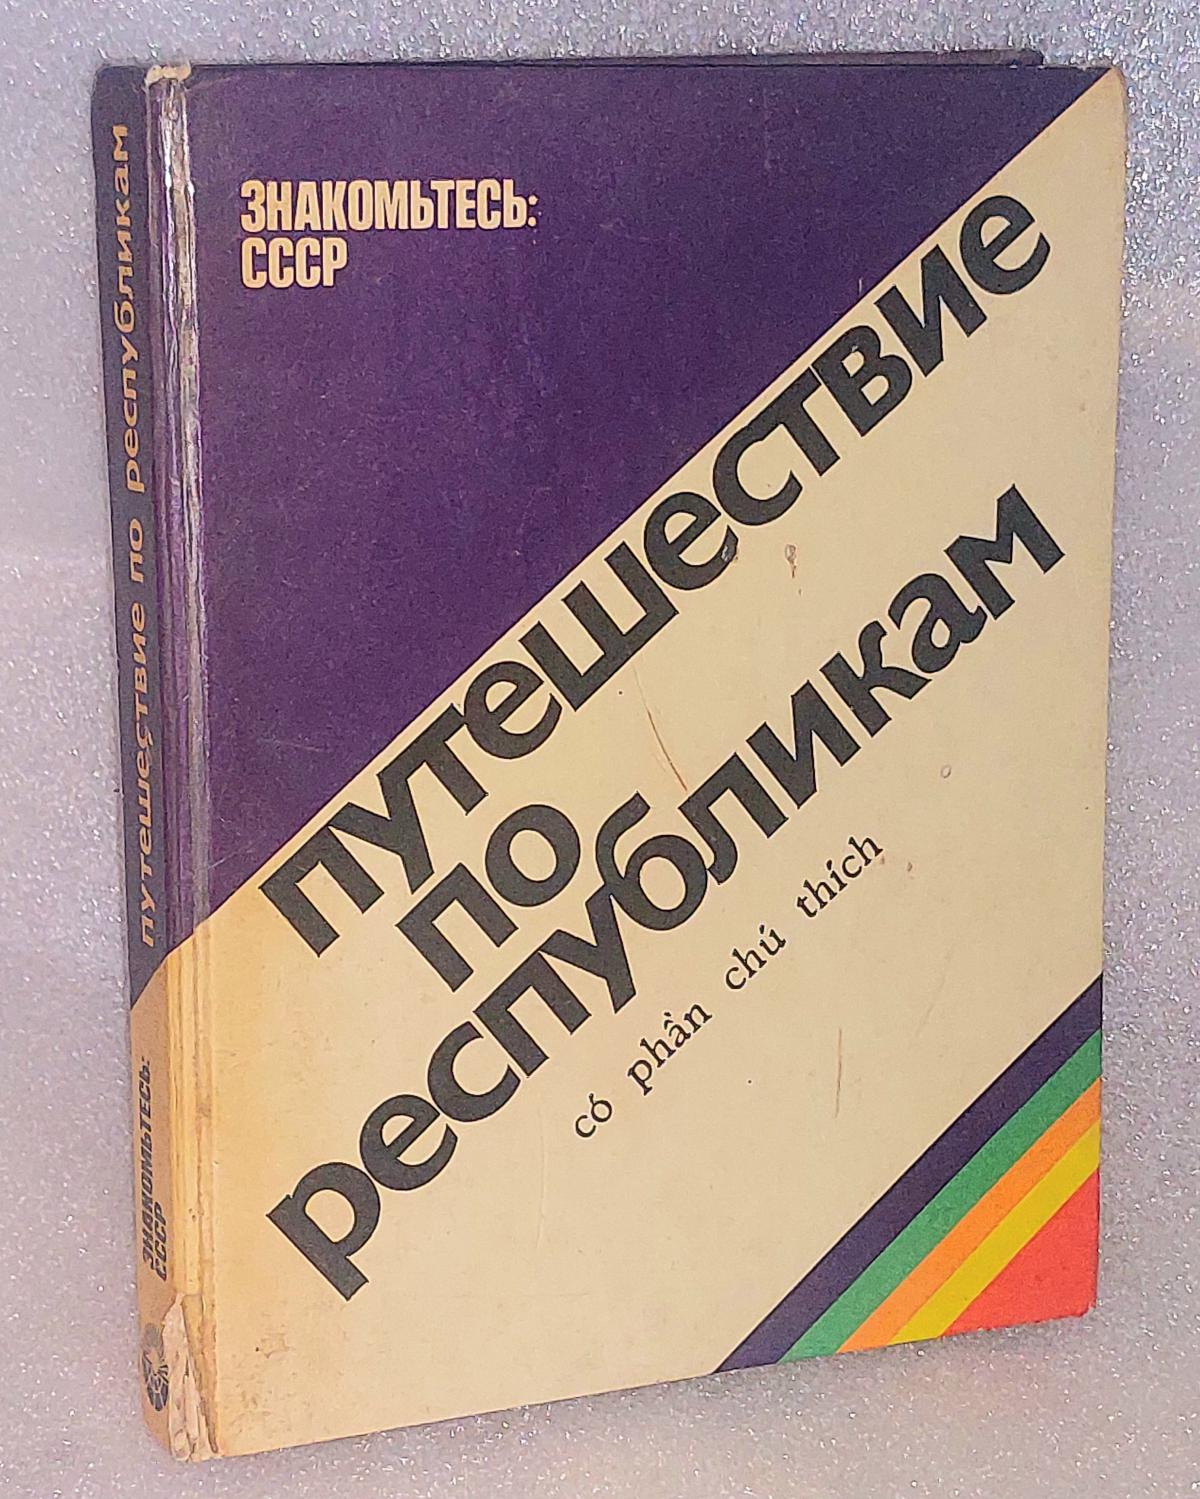 ЗНАКОМЬТЕСЬ:
СССР
путешествие
по
республикам
có phần chú thích
путешествие по республикам
ЗНАКОМЬТЕСЬ:
СССР